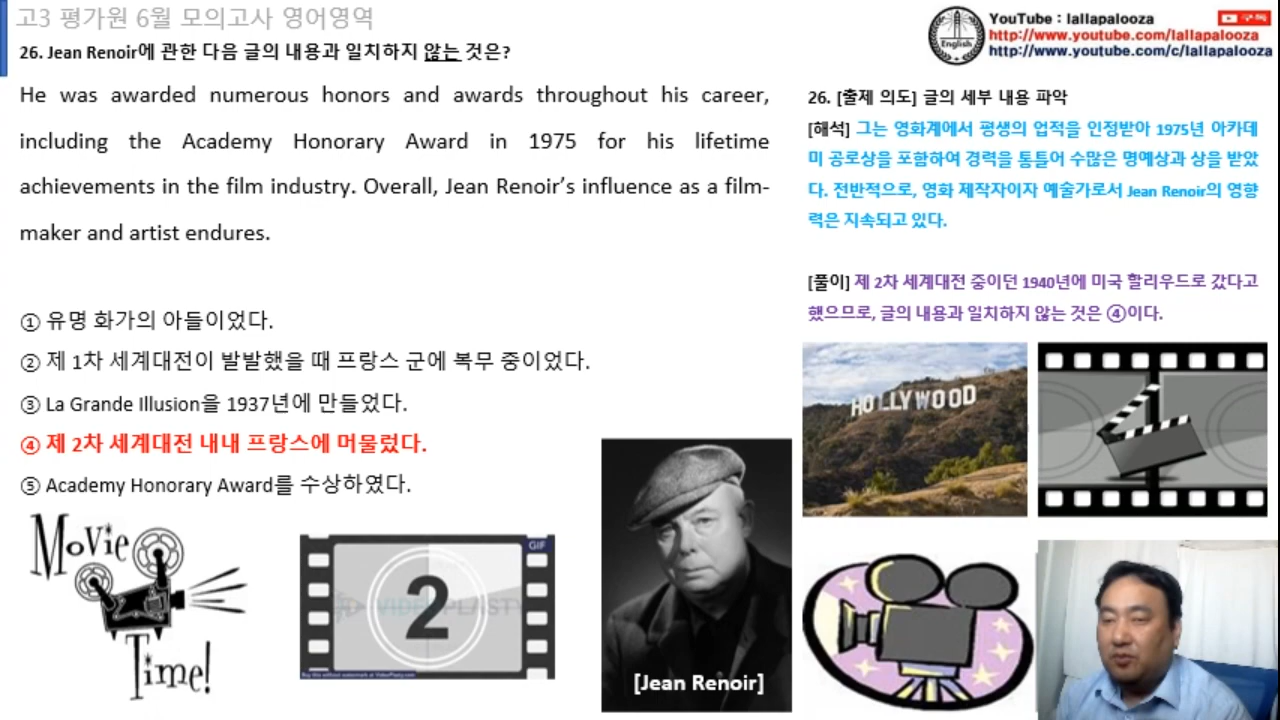 고3 평가원 6월 모의고사 영어영역
26. Jean Renoir에 관한 다음 글의 내용과 일치하지 않는 것은?
He was awarded numerous honors and awards throughout his career,
including the Academy Honorary Award in 1975 for his lifetime
achievements in the film industry. Overall, Jean Renoir’s influence as a film-
maker and artist endures.
① 유명 화가의 아들이었다.
② 제 1차 세계대전이 발발했을 때 프랑스 군에 복무 중이었다.
③ La Grande Illusion을 1937년에 만들었다.
④ 제 2차 세계대전 내내 프랑스에 머물렀다.
⑤ Academy Honorary Award를 수상하였다.
Movie
Time!
GIF
2
Buy this without watermark at VideoPlasty.com
[Jean Renoir]
English
YouTube : lallapalooza
구독
http://www.youtube.com/lallapalooza
http://www.youtube.com/c/lallapalooza
26. [출제 의도] 글의 세부 내용 파악
[해석] 그는 영화계에서 평생의 업적을 인정받아 1975년 아카데
미 공로상을 포함하여 경력을 통틀어 수많은 명예상과 상을 받았
다. 전반적으로, 영화 제작자이자 예술가로서 Jean Renoir의 영향
력은 지속되고 있다.
[풀이] 제 2차 세계대전 중이던 1940년에 미국 할리우드로 갔다고
했으므로, 글의 내용과 일치하지 않는 것은 ④이다.
HOLLYWOOD